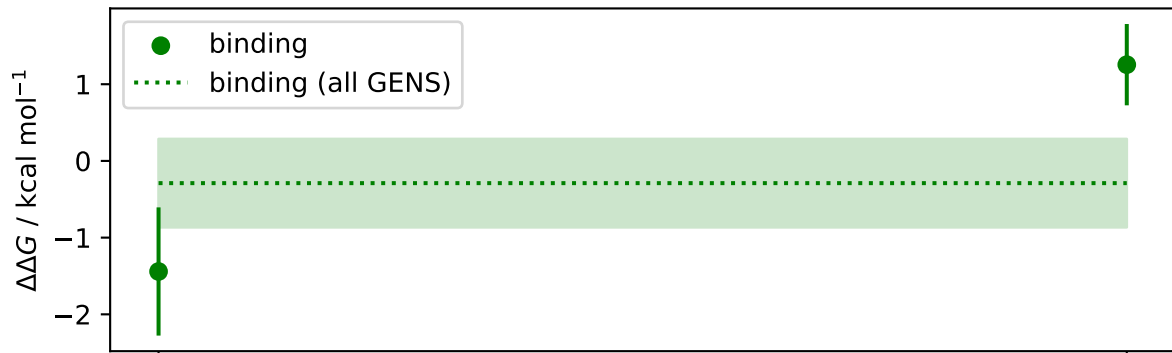 binding
binding (all GENS)
ΔΔG / kcal mol⁻¹
1
0
−1
−2